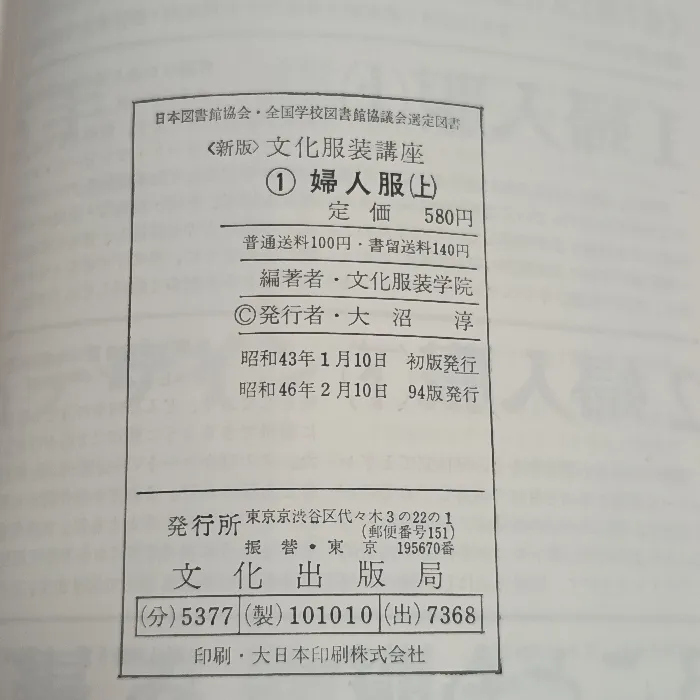 日本図書館協会・全国学校図書館協議会選定図書
〈新版〉文化服装講座
① 婦人服(上)
定価 580円
普通送料100円・書留送料140円
編著者・文化服装学院
©発行者・大沼 淳
昭和43年1月10日 初版発行
昭和46年2月10日 94版発行
発行所 東京京渋谷区代々木3の22の1
(郵便番号151)
振替・東京 195670番
文化出版局
(分)5377 (製)101010 (出)7368
印刷・大日本印刷株式会社